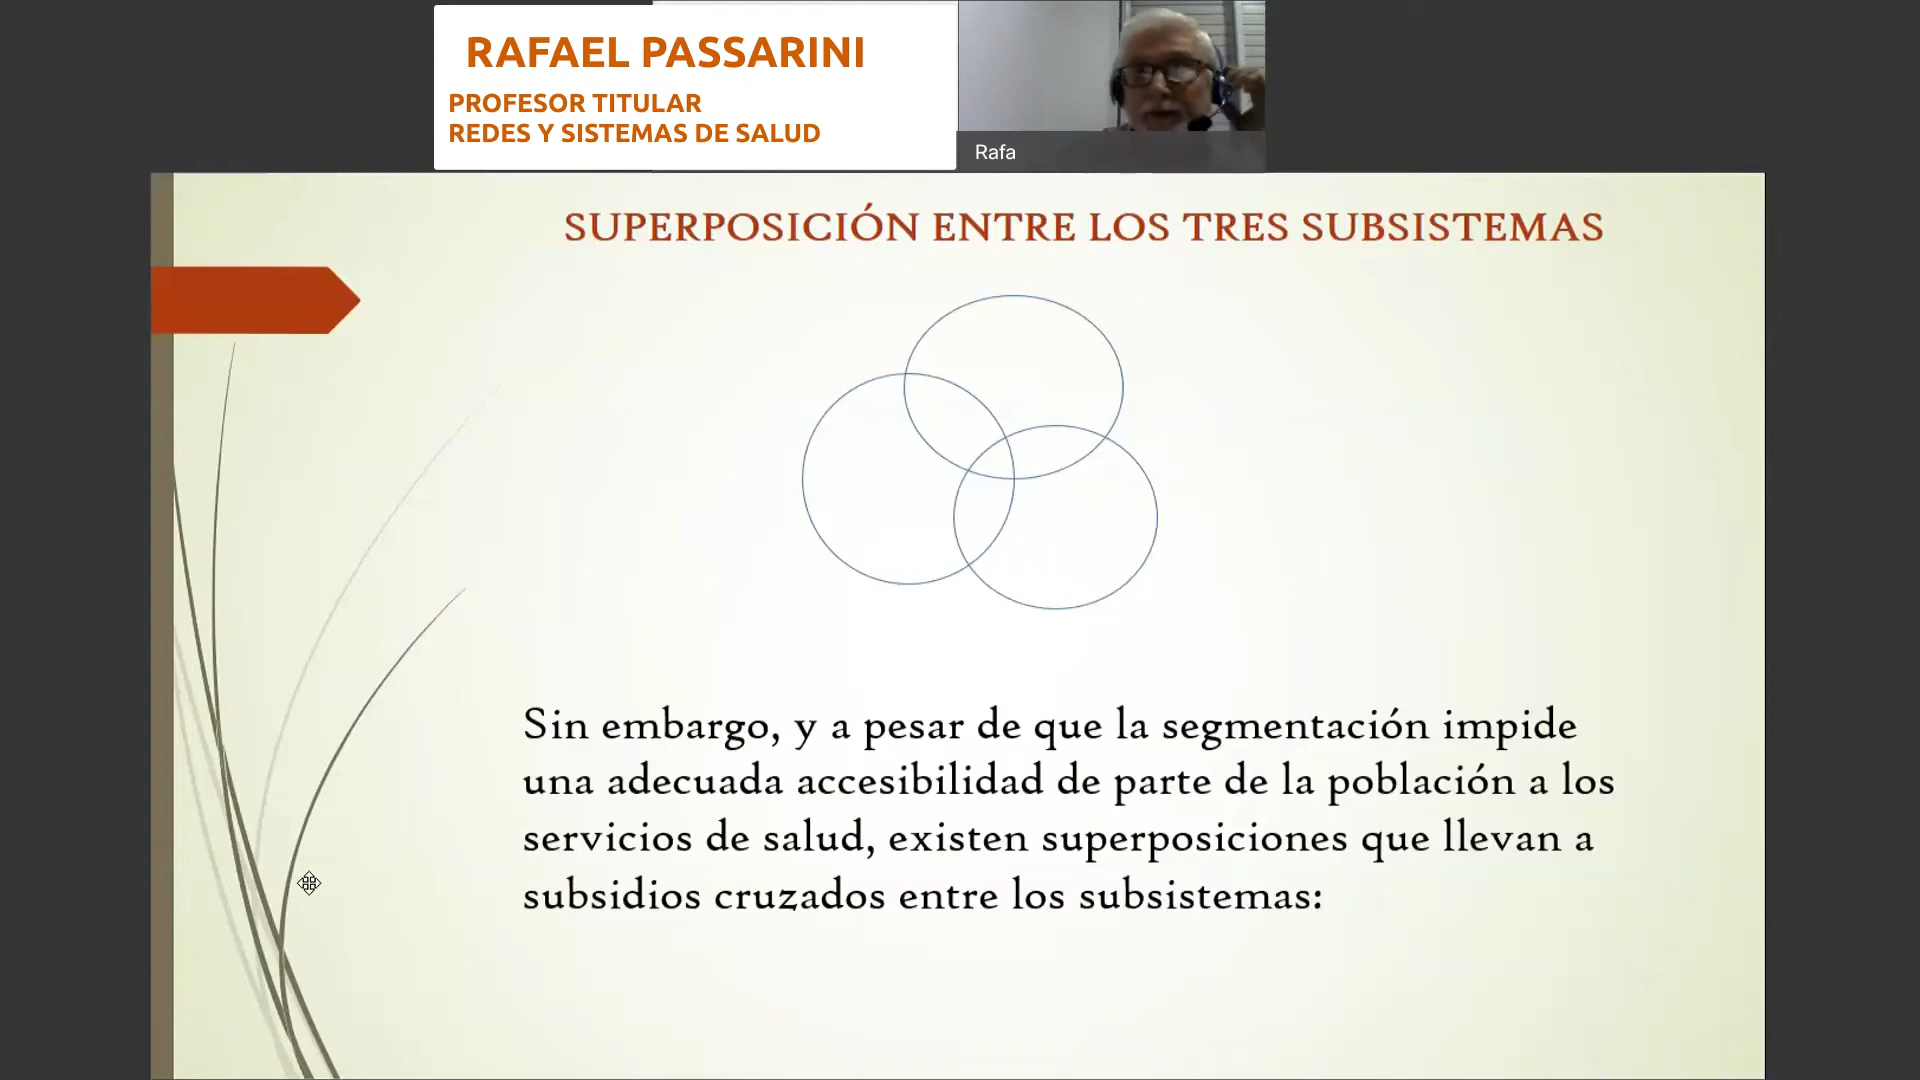 RAFAEL PASSARINI
PROFESOR TITULAR
REDES Y SISTEMAS DE SALUD
Rafa
SUPERPOSICIÓN ENTRE LOS TRES SUBSISTEMAS
Sin embargo, y a pesar de que la segmentación impide
una adecuada accesibilidad de parte de la población a los
servicios de salud, existen superposiciones que llevan a
subsidios cruzados entre los subsistemas: